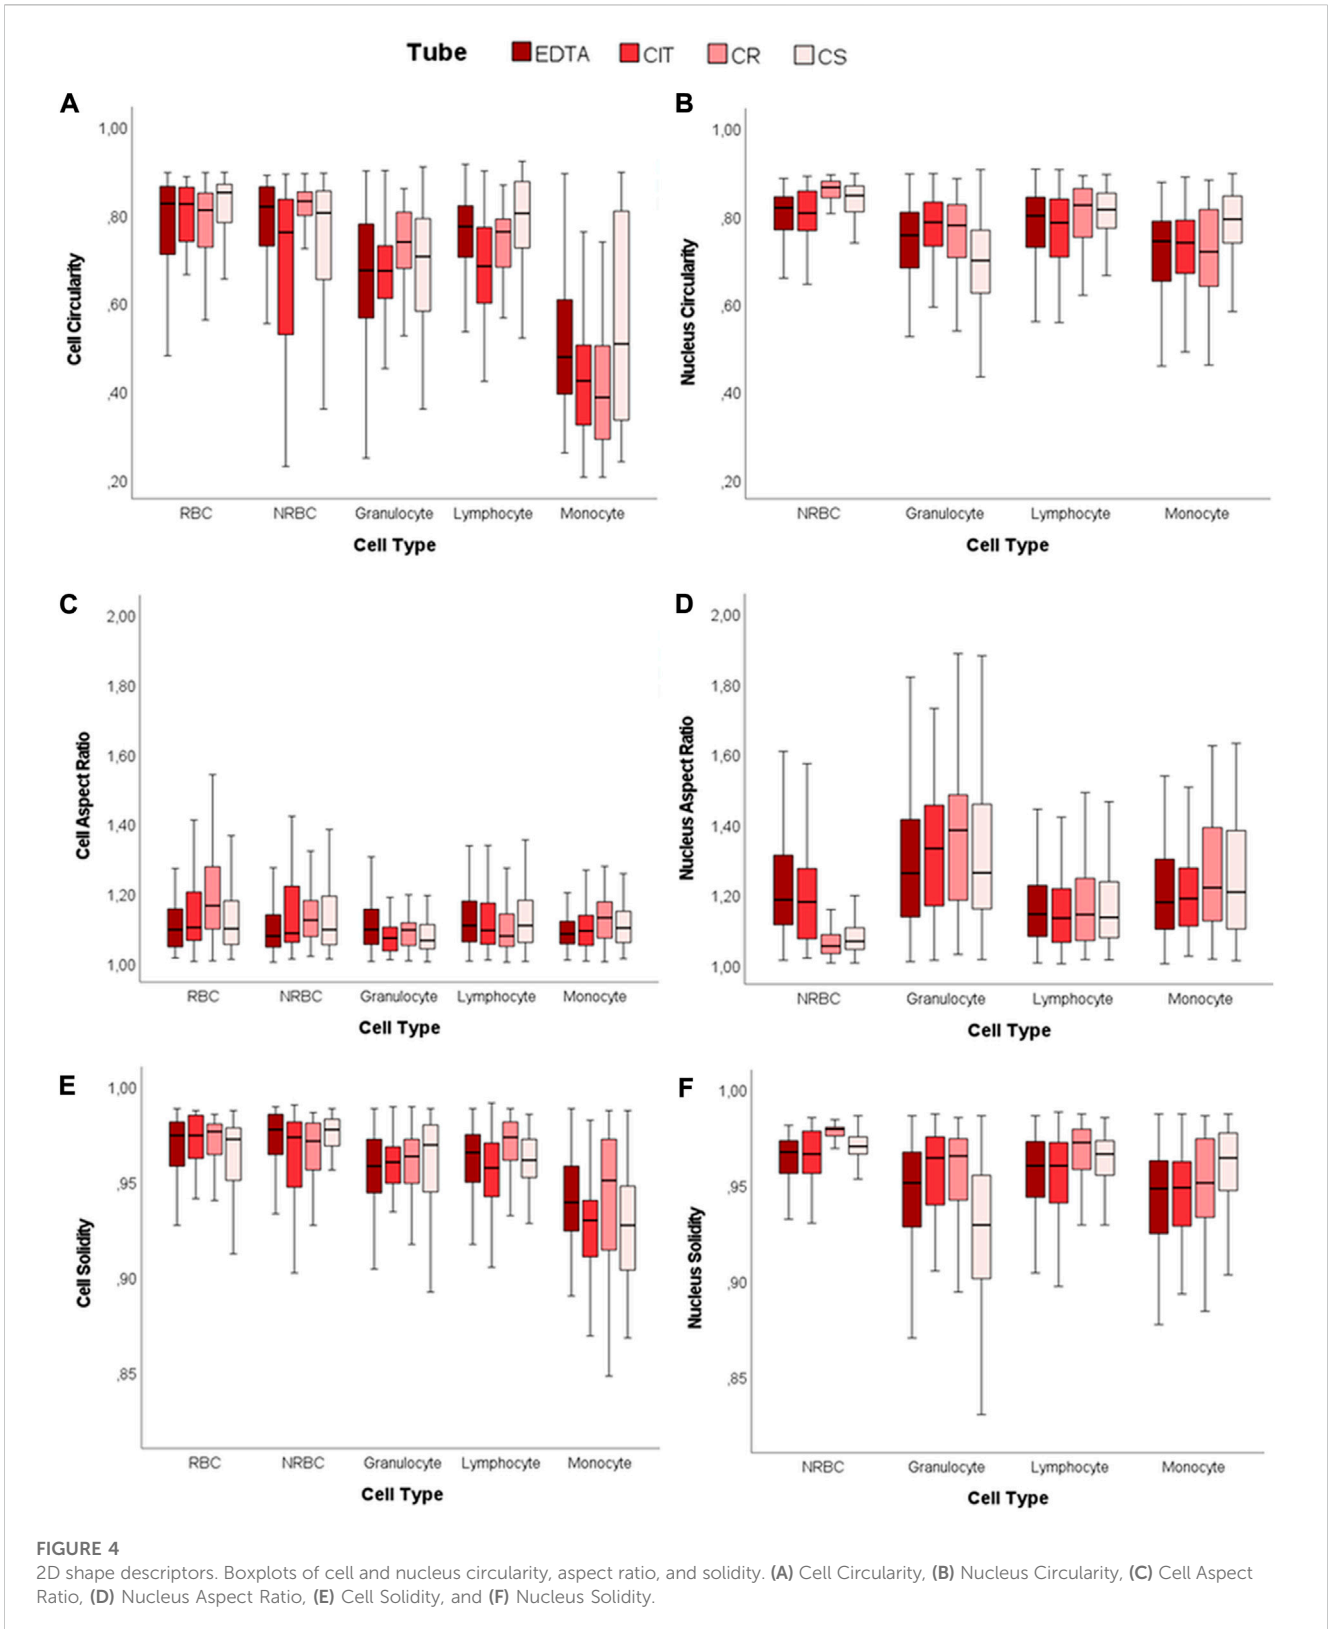 Tube EDTA CIT CR CS
A
1,00
,80
,60
,40
,20
Cell Circularity
RBC NRBC Granulocyte Lymphocyte Monocyte
Cell Type
B
1,00
,80
,60
,40
,20
Nucleus Circularity
NRBC Granulocyte Lymphocyte Monocyte
Cell Type
C
2,00
1,80
1,60
1,40
1,20
1,00
Cell Aspect Ratio
RBC NRBC Granulocyte Lymphocyte Monocyte
Cell Type
D
2,00
1,80
1,60
1,40
1,20
1,00
Nucleus Aspect Ratio
NRBC Granulocyte Lymphocyte Monocyte
Cell Type
E
1,00
,95
,90
,85
Cell Solidity
RBC NRBC Granulocyte Lymphocyte Monocyte
Cell Type
F
1,00
,95
,90
,85
Nucleus Solidity
NRBC Granulocyte Lymphocyte Monocyte
Cell Type
FIGURE 4
2D shape descriptors. Boxplots of cell and nucleus circularity, aspect ratio, and solidity. (A) Cell Circularity, (B) Nucleus Circularity, (C) Cell Aspect
Ratio, (D) Nucleus Aspect Ratio, (E) Cell Solidity, and (F) Nucleus Solidity.